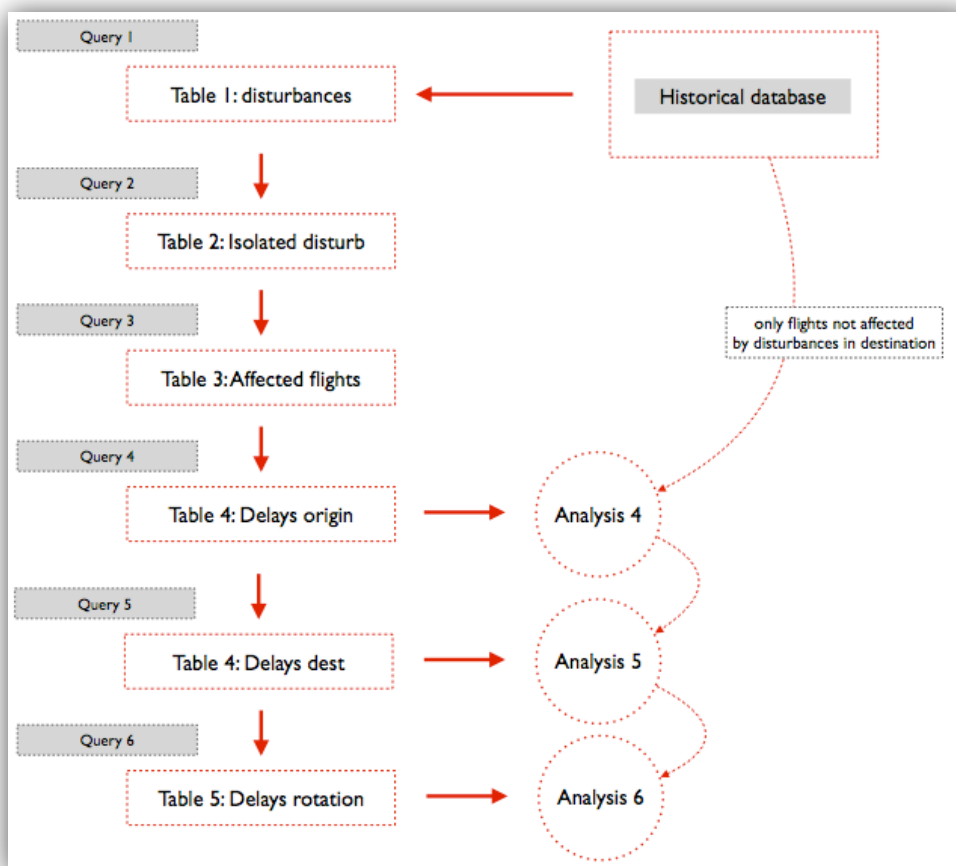 Query 1
Table 1: disturbances
Historical database
Query 2
Table 2: Isolated disturb
Query 3
only flights not affected
by disturbances in destination
Table 3: Affected flights
Query 4
Table 4: Delays origin
Analysis 4
Query 5
Table 4: Delays dest
Analysis 5
Query 6
Table 5: Delays rotation
Analysis 6